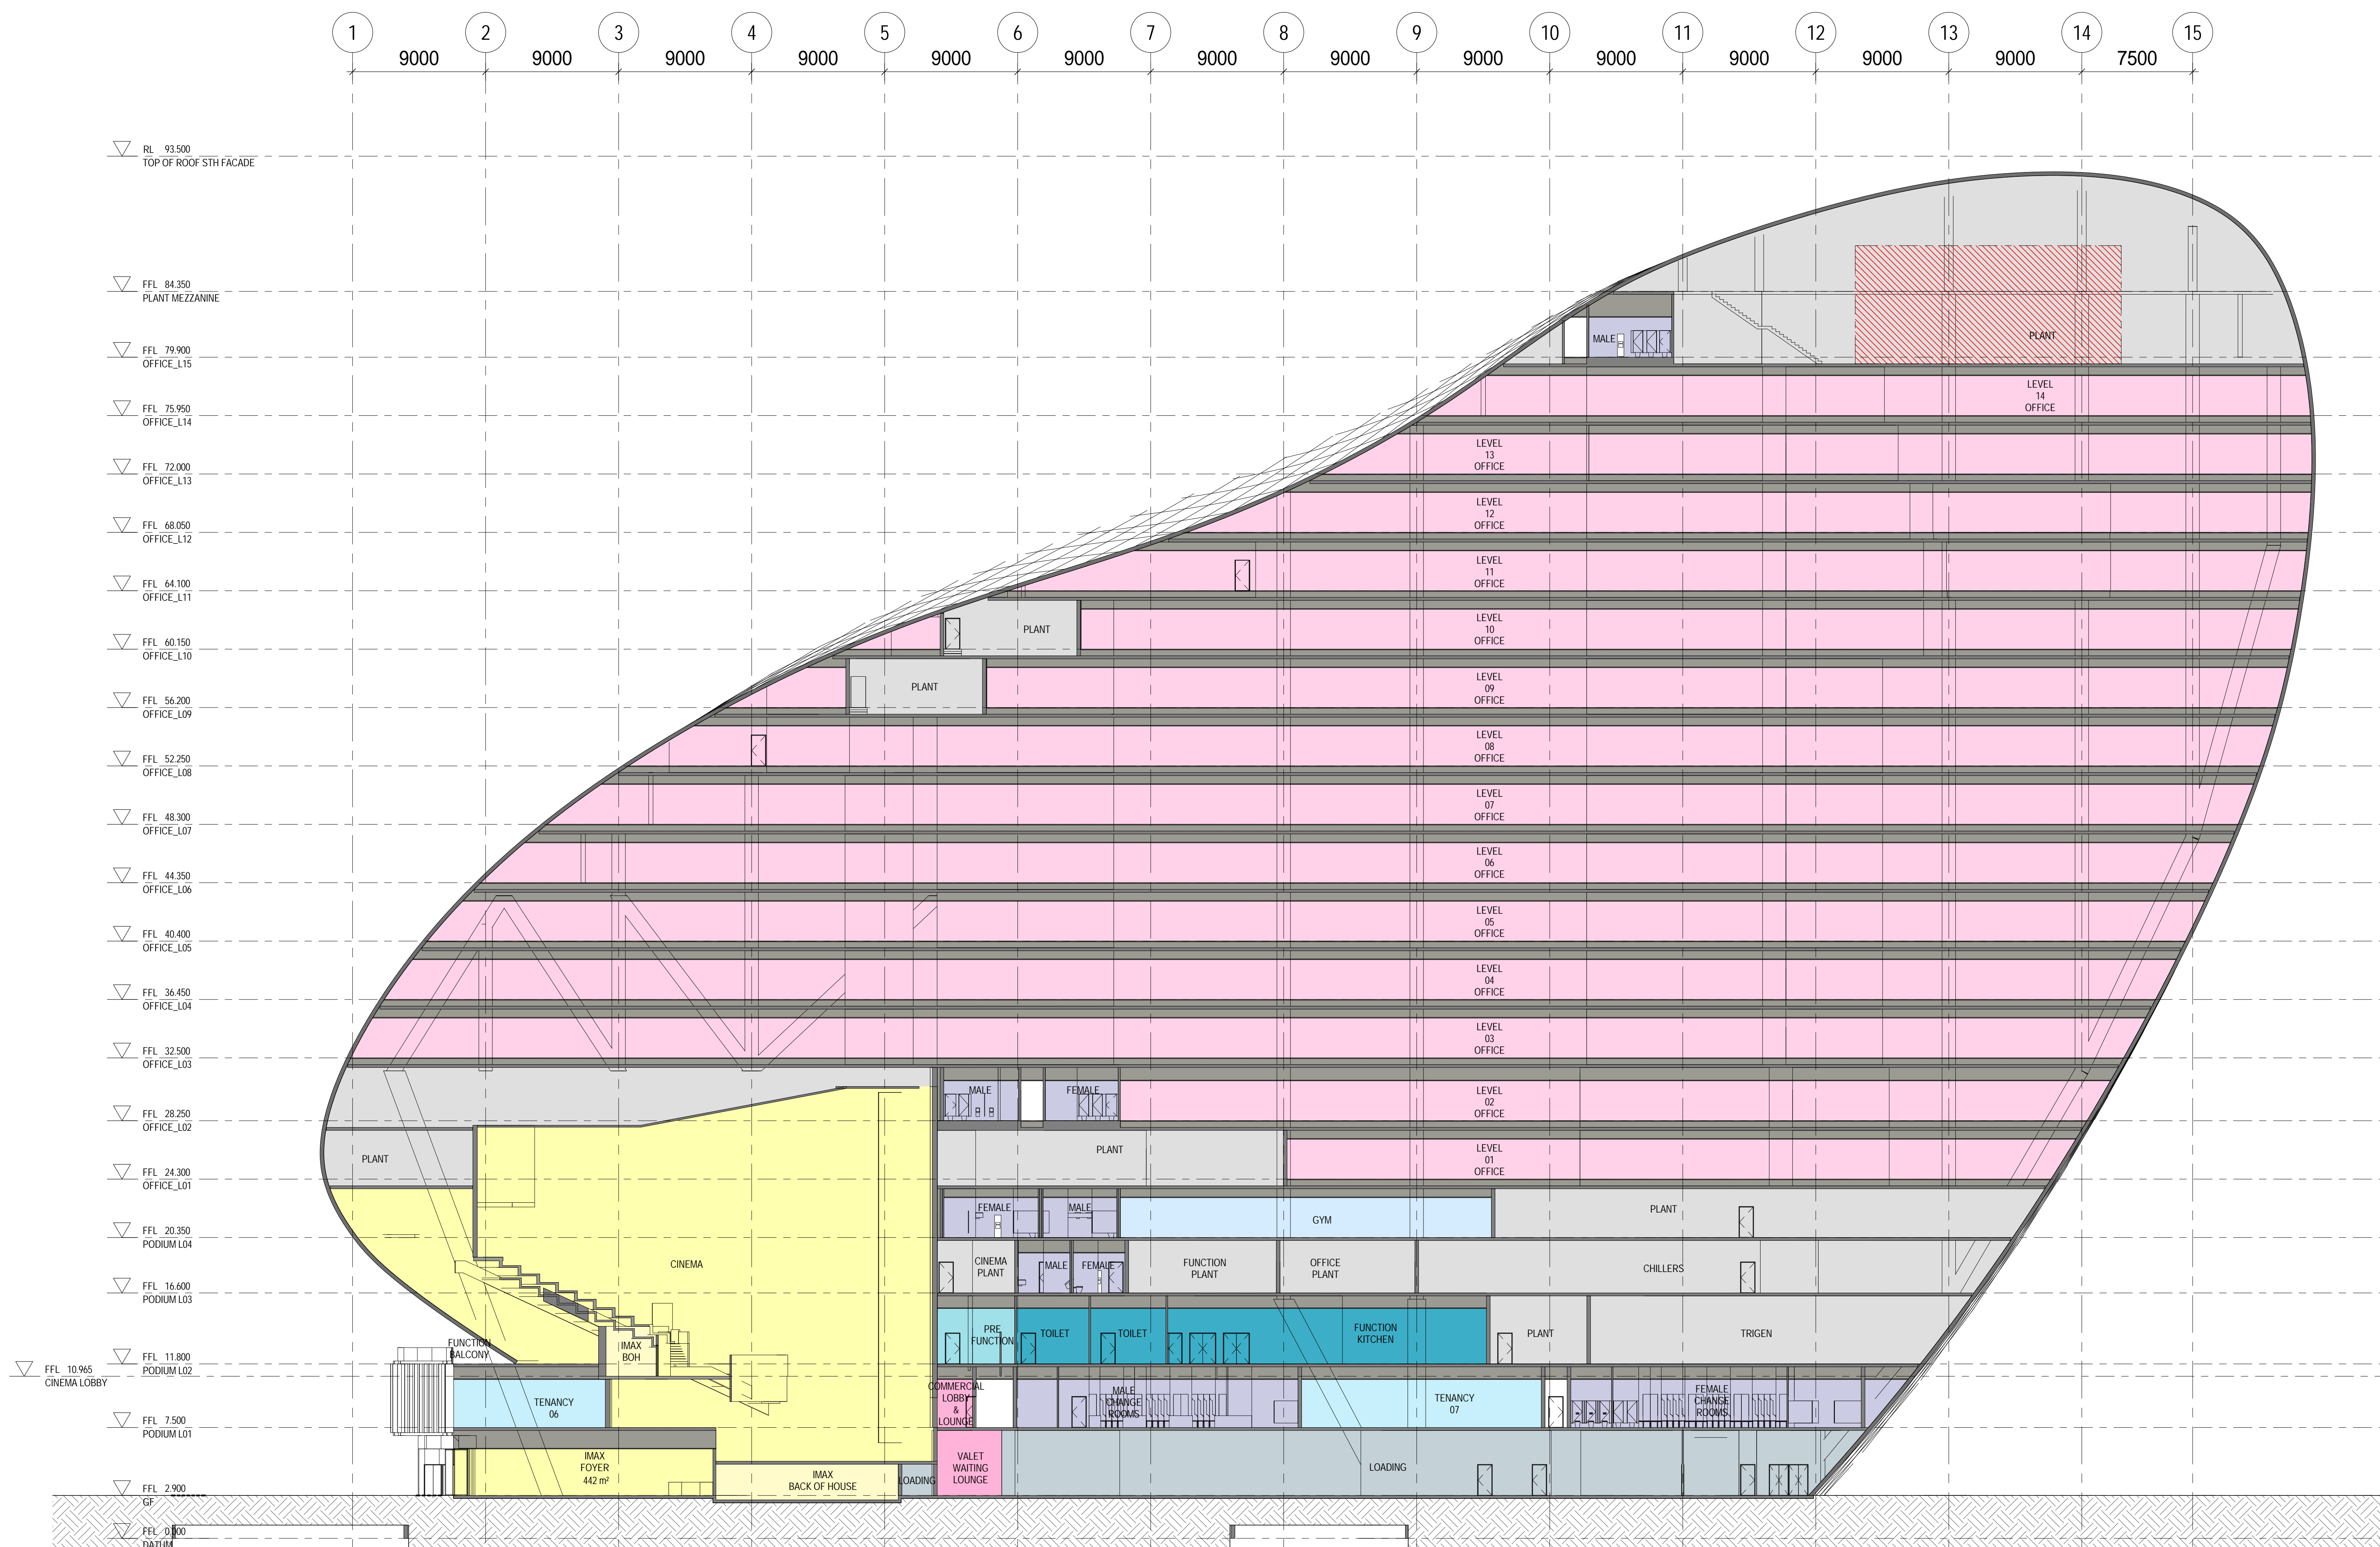 1 2 3 4 5 6 7 8 9 10 11 12 13 14 15
9000 9000 9000 9000 9000 9000 9000 9000 9000 9000 9000 9000 9000 7500
RL 93.500
TOP OF ROOF STH FACADE
FFL 84.350
PLANT MEZZANINE
MALE
PLANT
FFL 79.900
OFFICE_L15
LEVEL
14
OFFICE
FFL 75.950
OFFICE_L14
LEVEL
13
OFFICE
FFL 72.000
OFFICE_L13
LEVEL
12
OFFICE
FFL 68.050
OFFICE_L12
LEVEL
11
OFFICE
FFL 64.100
OFFICE_L11
PLANT
LEVEL
10
OFFICE
FFL 60.150
OFFICE_L10
PLANT
LEVEL
09
OFFICE
FFL 56.200
OFFICE_L09
LEVEL
08
OFFICE
FFL 52.250
OFFICE_L08
LEVEL
07
OFFICE
FFL 48.300
OFFICE_L07
LEVEL
06
OFFICE
FFL 44.350
OFFICE_L06
LEVEL
05
OFFICE
FFL 40.400
OFFICE_L05
LEVEL
04
OFFICE
FFL 36.450
OFFICE_L04
LEVEL
03
OFFICE
FFL 32.500
OFFICE_L03
MALE
FEMALE
LEVEL
02
OFFICE
FFL 28.250
OFFICE_L02
PLANT
PLANT
LEVEL
01
OFFICE
FFL 24.300
OFFICE_L01
FEMALE
MALE
GYM
PLANT
FFL 20.350
PODIUM L04
CINEMA
CINEMA
PLANT
MALE
FEMALE
FUNCTION
PLANT
OFFICE
PLANT
CHILLERS
FFL 16.600
PODIUM L03
FUNCTION
BALCONY
IMAX
BOH
PRE
FUNCTION
TOILET
TOILET
FUNCTION
KITCHEN
PLANT
TRIGEN
FFL 11.800
PODIUM L02
FFL 10.965
CINEMA LOBBY
TENANCY
06
COMMERCIAL
LOBBY
&
LOUNGE
MALE
CHANGE
ROOMS
TENANCY
07
FEMALE
CHANGE
ROOMS
FFL 7.500
PODIUM L01
IMAX
FOYER
442 m²
IMAX
BACK OF HOUSE
LOADING
VALET
WAITING
LOUNGE
LOADING
FFL 2.900
GF
FFL 0.000
DATUM